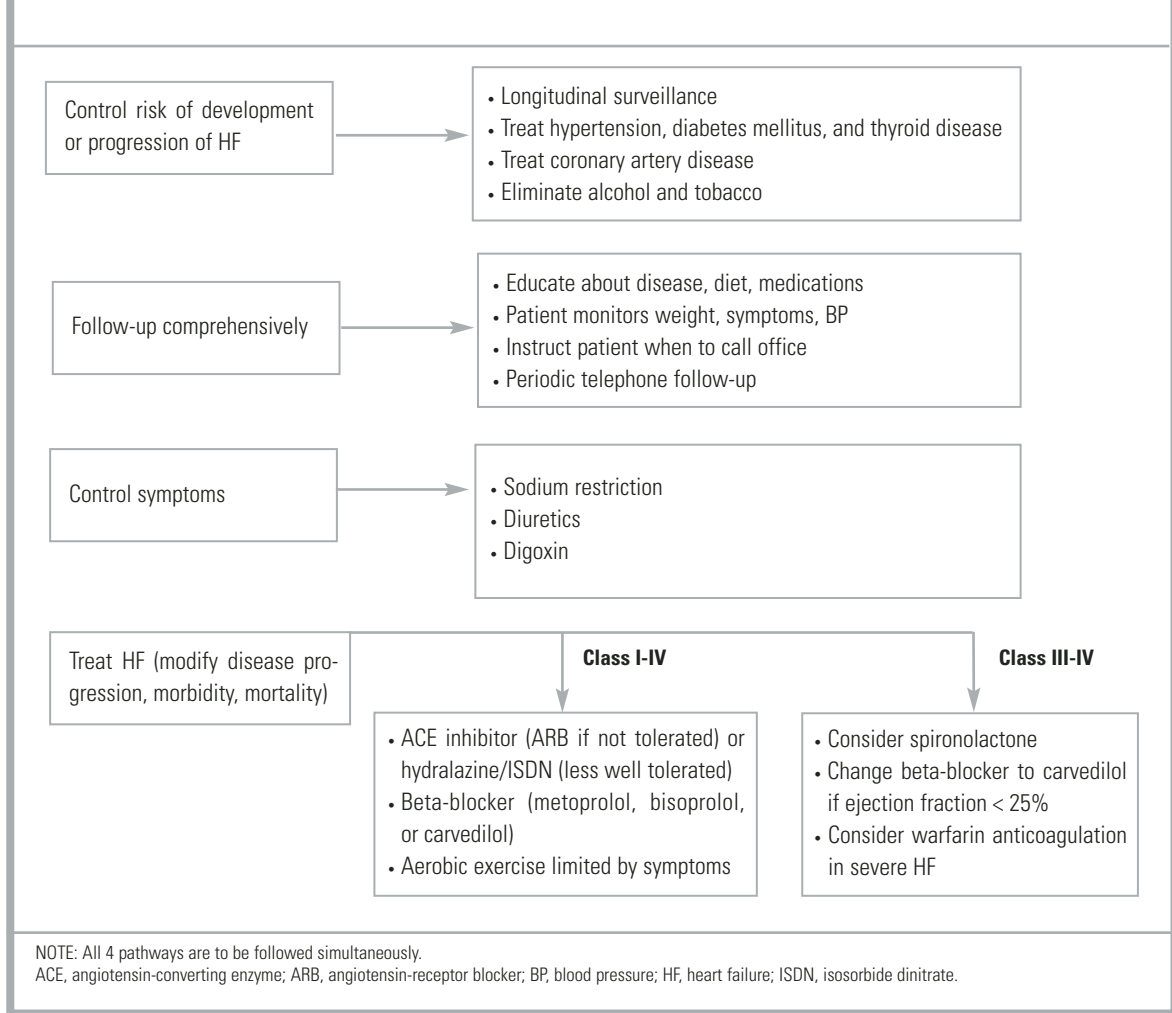 Control risk of development
or progression of HF
• Longitudinal surveillance
• Treat hypertension, diabetes mellitus, and thyroid disease
• Treat coronary artery disease
• Eliminate alcohol and tobacco
Follow-up comprehensively
• Educate about disease, diet, medications
• Patient monitors weight, symptoms, BP
• Instruct patient when to call office
• Periodic telephone follow-up
Control symptoms
• Sodium restriction
• Diuretics
• Digoxin
Treat HF (modify disease pro-
gression, morbidity, mortality)
Class I-IV
• ACE inhibitor (ARB if not tolerated) or
hydralazine/ISDN (less well tolerated)
• Beta-blocker (metoprolol, bisoprolol,
or carvedilol)
• Aerobic exercise limited by symptoms
Class III-IV
• Consider spironolactone
• Change beta-blocker to carvedilol
if ejection fraction < 25%
• Consider warfarin anticoagulation
in severe HF
NOTE: All 4 pathways are to be followed simultaneously.
ACE, angiotensin-converting enzyme; ARB, angiotensin-receptor blocker; BP, blood pressure; HF, heart failure; ISDN, isosorbide dinitrate.